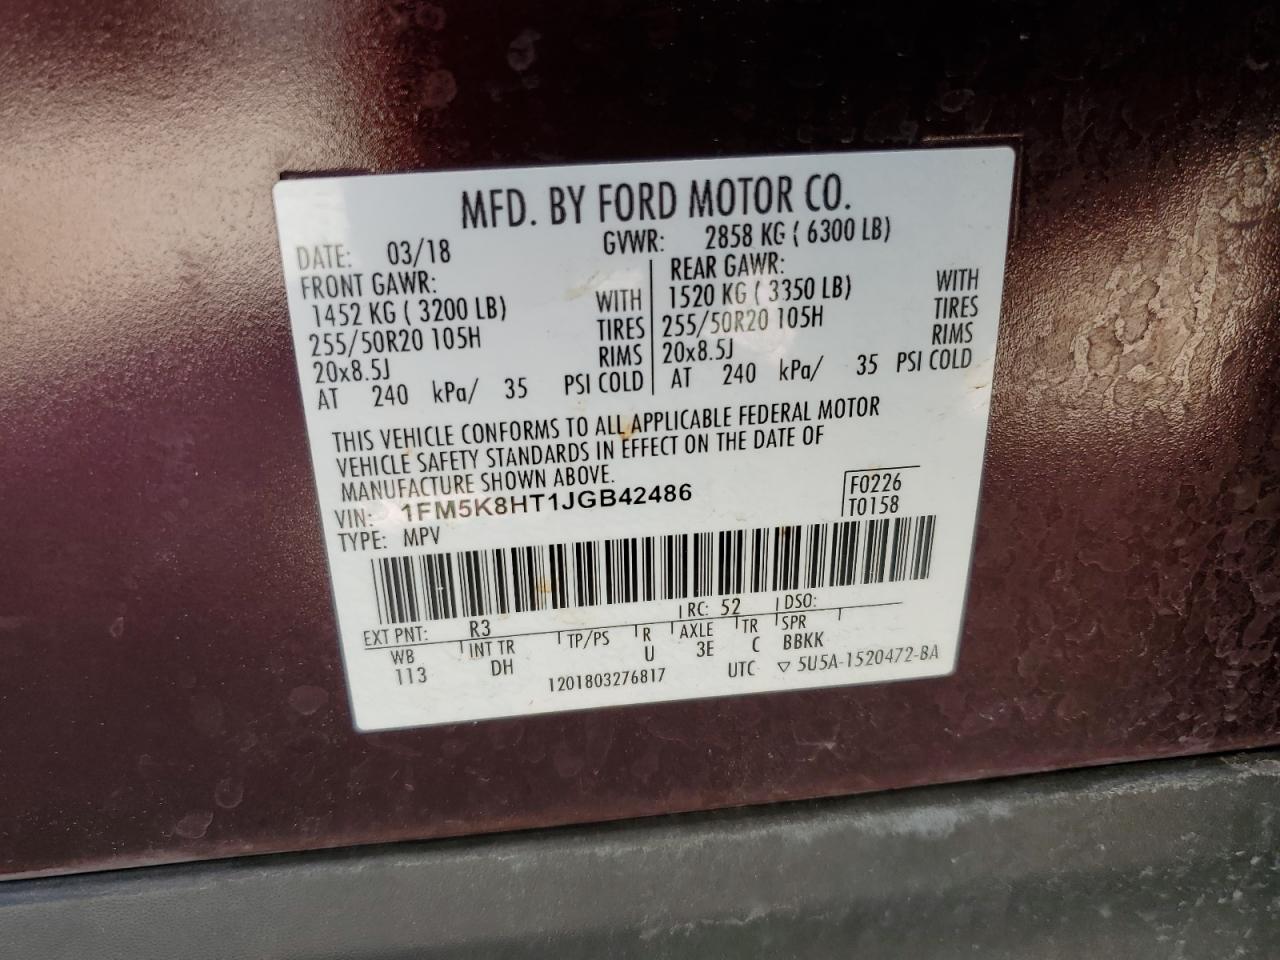 MFD. BY FORD MOTOR CO.
DATE: 03/18 GVWR: 2858 KG ( 6300 LB)
FRONT GAWR: REAR GAWR:
1452 KG ( 3200 LB) WITH 1520 KG ( 3350 LB) WITH
255/50R20 105H TIRES 255/50R20 105H TIRES
20x8.5J RIMS 20x8.5J RIMS
AT 240 kPa/ 35 PSI COLD AT 240 kPa/ 35 PSI COLD
THIS VEHICLE CONFORMS TO ALL APPLICABLE FEDERAL MOTOR
VEHICLE SAFETY STANDARDS IN EFFECT ON THE DATE OF
MANUFACTURE SHOWN ABOVE.
VIN: 1FM5K8HT1JGB42486 F0226
TYPE: MPV T0158
EXT PNT: R3 RC: 52 DSO:
WB INT TR TP/PS R AXLE TR SPR
113 DH U 3E C BBKK
1201803276817 UTC ▽ 5U5A-1520472-BA